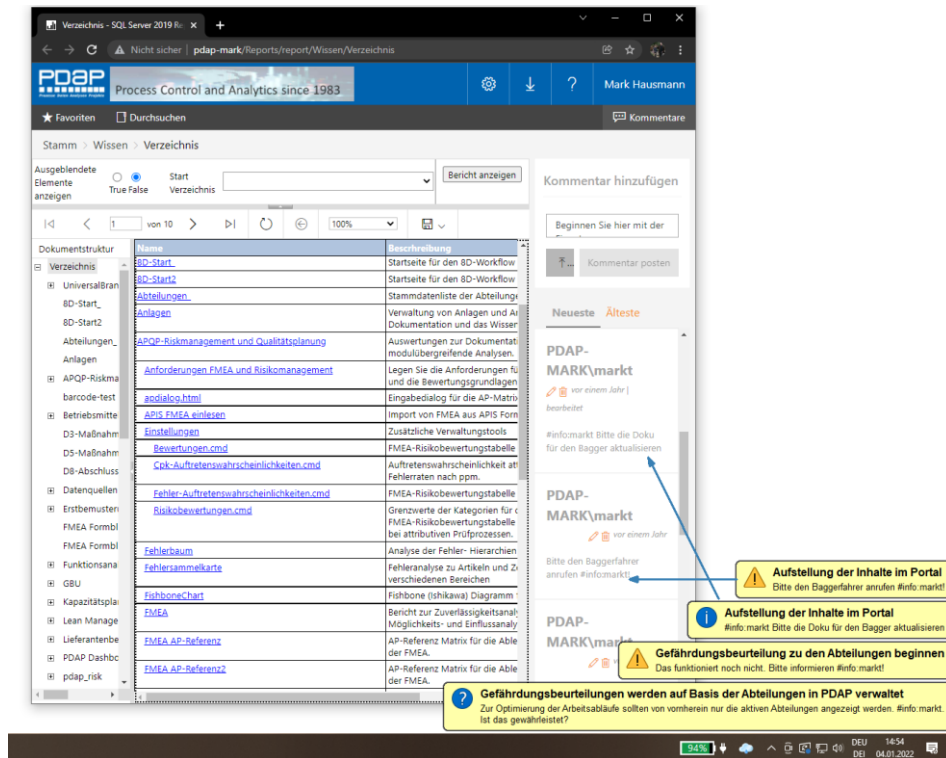 Verzeichnis - SQL Server 2019 Re
Nicht sicher | pdap-mark/Reports/report/Wissen/Verzeichnis
PDAP
Process Control and Analytics since 1983
Mark Hausmann
Favoriten Durchsuchen Kommentare
Stamm > Wissen > Verzeichnis
Ausgeblendete
Elemente
anzeigen
True False
Start
Verzeichnis
Bericht anzeigen
1 von 10 100%
Kommentar hinzufügen
Beginnen Sie hier mit der
Kommentar posten
Neueste Älteste
Dokumentstruktur
Verzeichnis
UniversalBran
8D-Start_
8D-Start2
Abteilungen_
Anlagen
APQP-Riskma
barcode-test
Betriebsmitte
D3-Maßnahm
D5-Maßnahm
D8-Abschluss
Datenquellen
Erstbemuster
FMEA Formbl
FMEA Formbl
Funktionsana
GBU
Kapazitätspla
Lean Manage
Lieferantenbe
PDAP Dashbo
pdap_risk
Name Beschrheibung
8D-Start_ Startseite für den 8D-Workflow
8D-Start2 Startseite für den 8D-Workflow
Abteilungen_ Stammdatenliste der Abteilunge
Anlagen Verwaltung von Anlagen und An
Dokumentation und das Wissen
APQP-Riskmanagement und Qualitätsplanung Auswertungen zur Dokumentati
modulübergreifende Analysen.
Anforderungen FMEA und Risikomanagement Legen Sie die Anforderungen fü
und die Bewertungsgrundlagen
aodialog.html Eingabedialog für die AP-Matrix
APIS FMEA einlesen Import von FMEA aus APIS Form
Einstellungen Zusätzliche Verwaltungstools
Bewertungen.cmd FMEA-Risikobewertungstabelle
Cpk-Auftretenswahrscheinlichkeiten.cmd Auftretenswahrscheinlichkeit att
Fehlerraten nach ppm.
Fehler-Auftretenswahrscheinlichkeiten.cmd FMEA-Risikobewertungstabelle
Risikobewertungen.cmd Grenzwerte der Kategorien für d
FMEA-Risikobewertungstabelle
bei attributiven Prüfprozessen.
Fehlerbaum Analyse der Fehler- Hierarchien
Fehlersammelkarte Fehleranalyse zu Artikeln und Zo
verschiedenen Bereichen
FishboneChart Fishbone (Ishikawa) Diagramm
FMEA Bericht zur Zuverlässigkeitsanaly
Möglichkeits- und Einflussanaly
FMEA AP-Referenz AP-Referenz Matrix für die Able
der FMEA.
FMEA AP-Referenz2 AP-Referenz Matrix für die Able
der FMEA.
PDAP-
MARK\markt
vor einem Jahr |
bearbeitet
#info:markt Bitte die Doku
für den Bagger aktualisieren
PDAP-
MARK\markt
vor einem Jahr
Bitte den Baggerfahrer
anrufen #info:markt!
PDAP-
MARK\markt
Aufstellung der Inhalte im Portal
Bitte den Baggerfahrer anrufen #info:markt!
Aufstellung der Inhalte im Portal
#info:markt Bitte die Doku für den Bagger aktualisieren
Gefährdungsbeurteilung zu den Abteilungen beginnen
Das funktioniert noch nicht. Bitte informieren #info:markt!
Gefährdungsbeurteilungen werden auf Basis der Abteilungen in PDAP verwaltet
Zur Optimierung der Arbeitsabläufe sollten von vornherein nur die aktiven Abteilungen angezeigt werden. #info:markt.
Ist das gewährleistet?
94%
DEU 14:54
DEI 04.01.2022